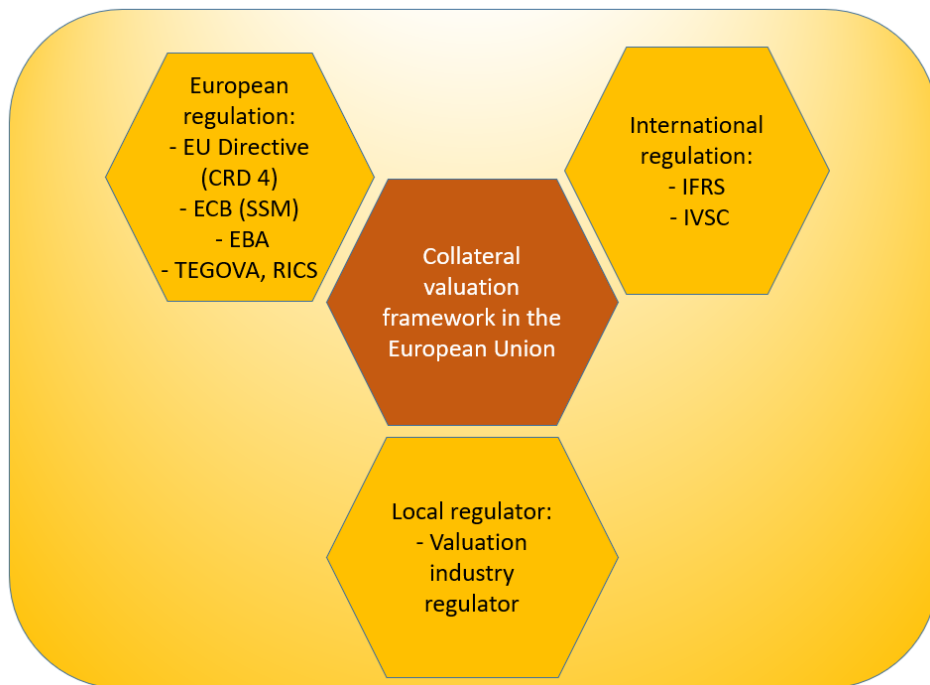 European
regulation:
- EU Directive
(CRD 4)
- ECB (SSM)
- EBA
- TEGOVA, RICS
International
regulation:
- IFRS
- IVSC
Collateral
valuation
framework in the
European Union
Local regulator:
- Valuation
industry
regulator